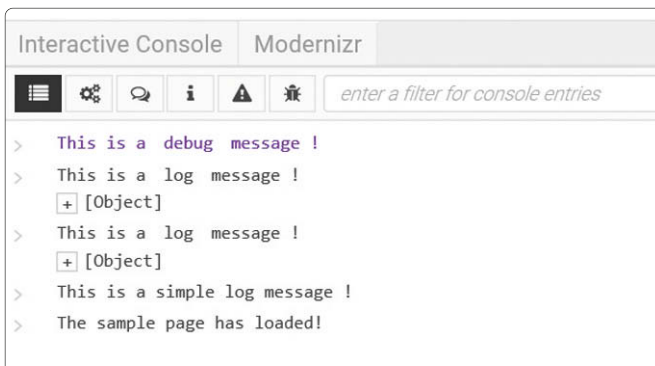 Interactive Console Modernizr
enter a filter for console entries
> This is a debug message !
> This is a log message !
+ [Object]
> This is a log message !
+ [Object]
> This is a simple log message !
> The sample page has loaded!